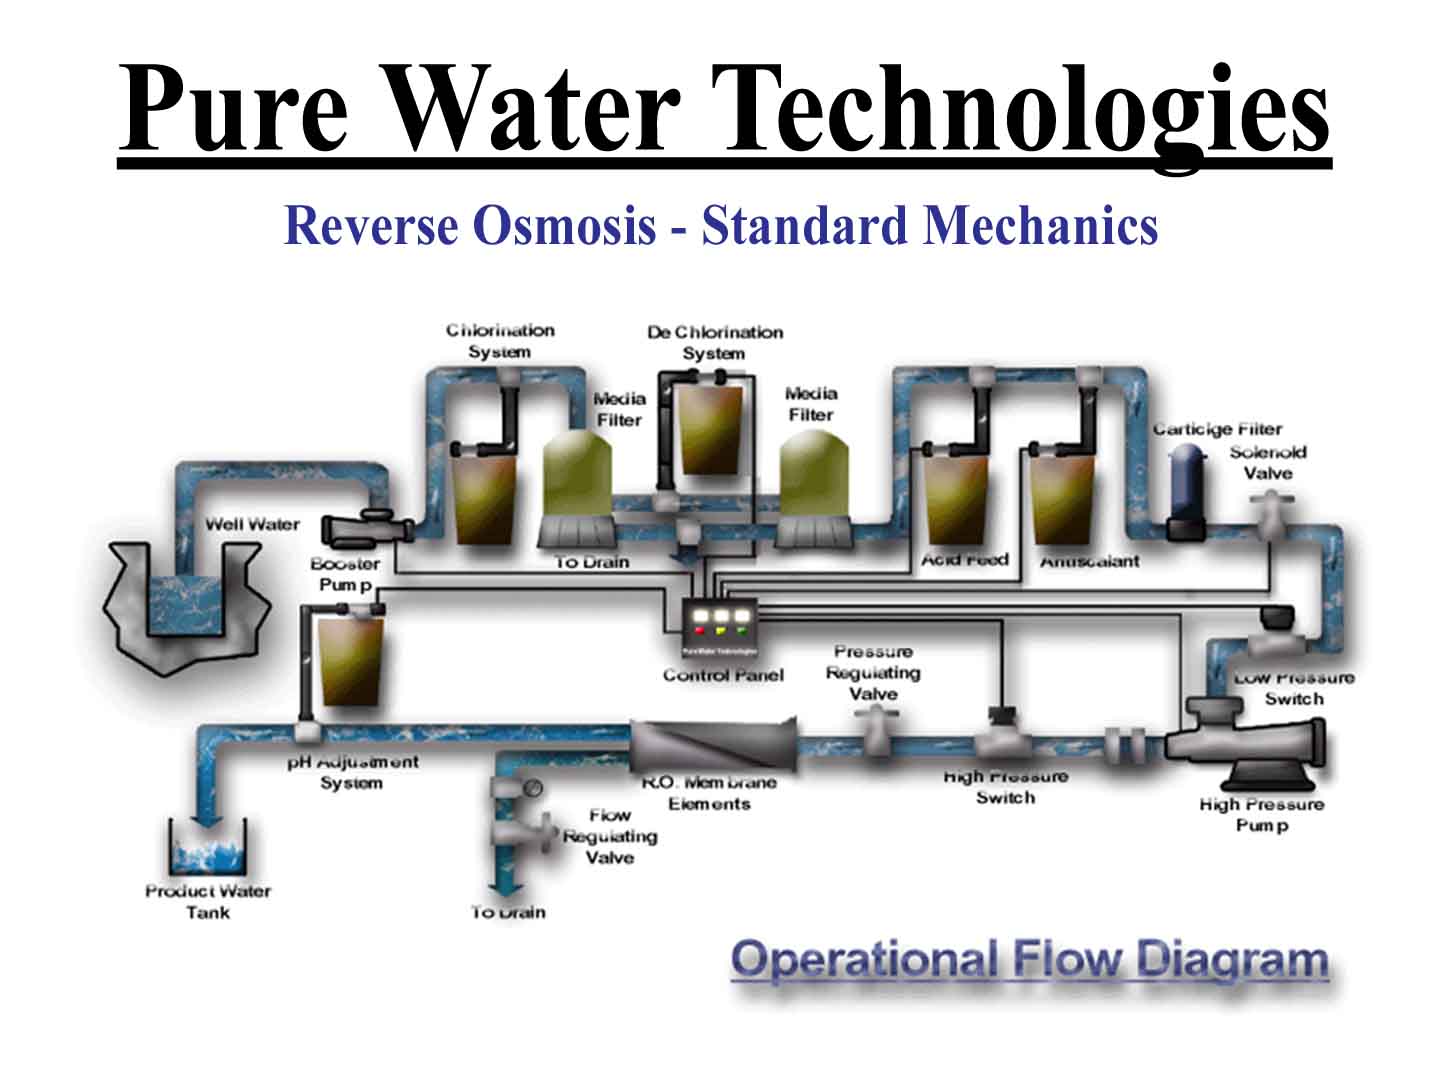 Pure Water Technologies
Reverse Osmosis - Standard Mechanics
Chlorination
System
De Chlorination
System
Media
Filter
Media
Filter
Carticige Filter
Solenoid
Valve
Well Water
Booster
Pump
To Drain
Acid Feed
Antiscalant
PureWater Technologies
Control Panel
Pressure
Regulating
Valve
Low Pressure
Switch
pH Adjustment
System
R.O. Membrane
Elements
High Pressure
Switch
High Pressure
Pump
Flow
Regulating
Valve
Product Water
Tank
To Drain
Operational Flow Diagram